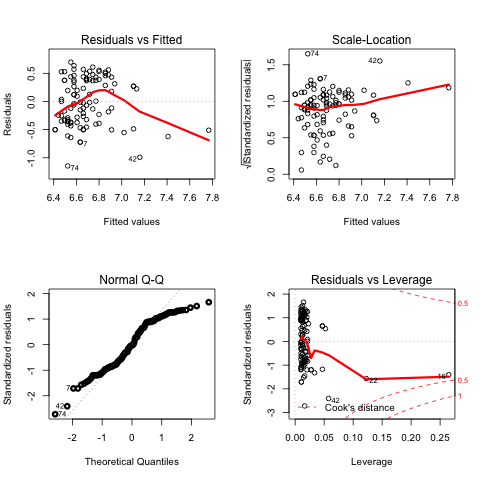 Residuals vs Fitted
Residuals
-1.0 -0.5 0.0 0.5
7
42
74
6.4 6.6 6.8 7.0 7.2 7.4 7.6 7.8
Fitted values
Scale-Location
√|Standardized residuals|
0.0 0.5 1.0 1.5
74
42
7
6.4 6.6 6.8 7.0 7.2 7.4 7.6 7.8
Fitted values
Normal Q-Q
Standardized residuals
-2 -1 0 1 2
7
42
74
-2 -1 0 1 2
Theoretical Quantiles
Residuals vs Leverage
Standardized residuals
-3 -2 -1 0 1 2
0.5
0.5
1
22
16
42
Cook's distance
0.00 0.05 0.10 0.15 0.20 0.25
Leverage